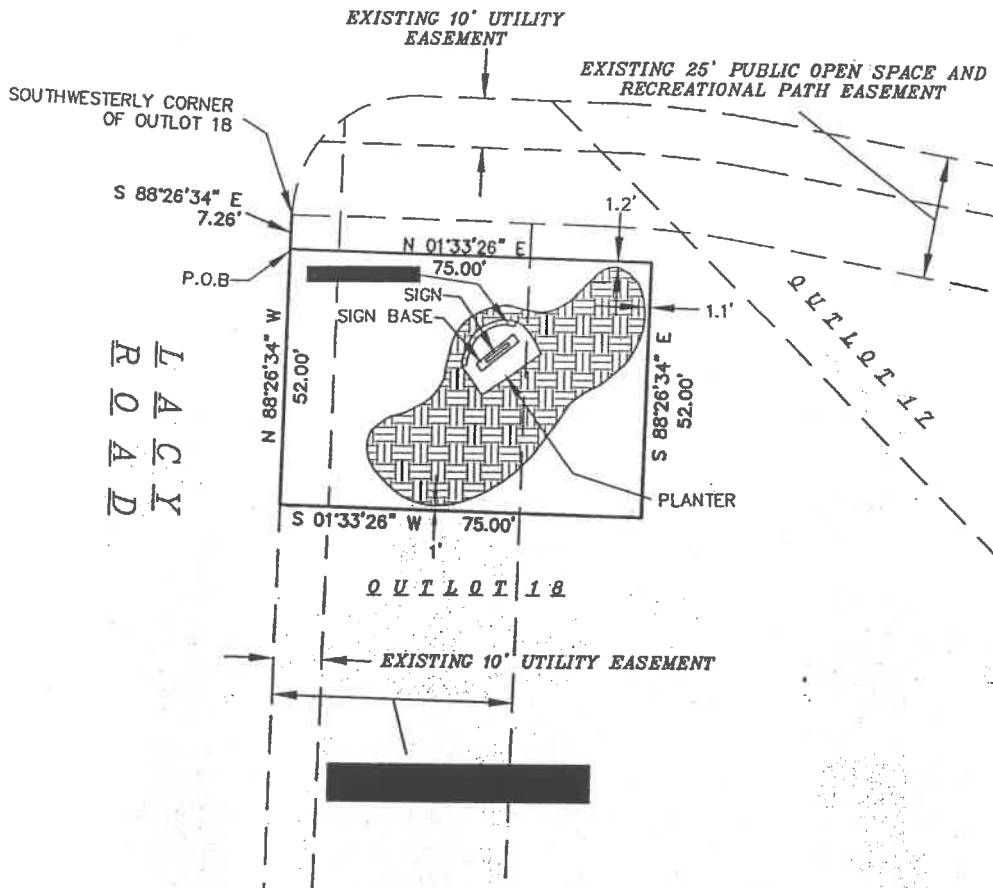 EXISTING 10' UTILITY
EASEMENT
EXISTING 25' PUBLIC OPEN SPACE AND
RECREATIONAL PATH EASEMENT
SOUTHWESTERLY CORNER
OF OUTLOT 18
S 88°26'34" E
7.26'
1.2'
N 01°33'26" E
75.00'
P.O.B
SIGN
SIGN BASE
1.1'
OUTLOT 17
LACY
ROAD
N 88°26'34" W
52.00'
S 88°26'34" E
52.00'
PLANTER
S 01°33'26" W 75.00'
1'
OUTLOT 18
EXISTING 10' UTILITY EASEMENT